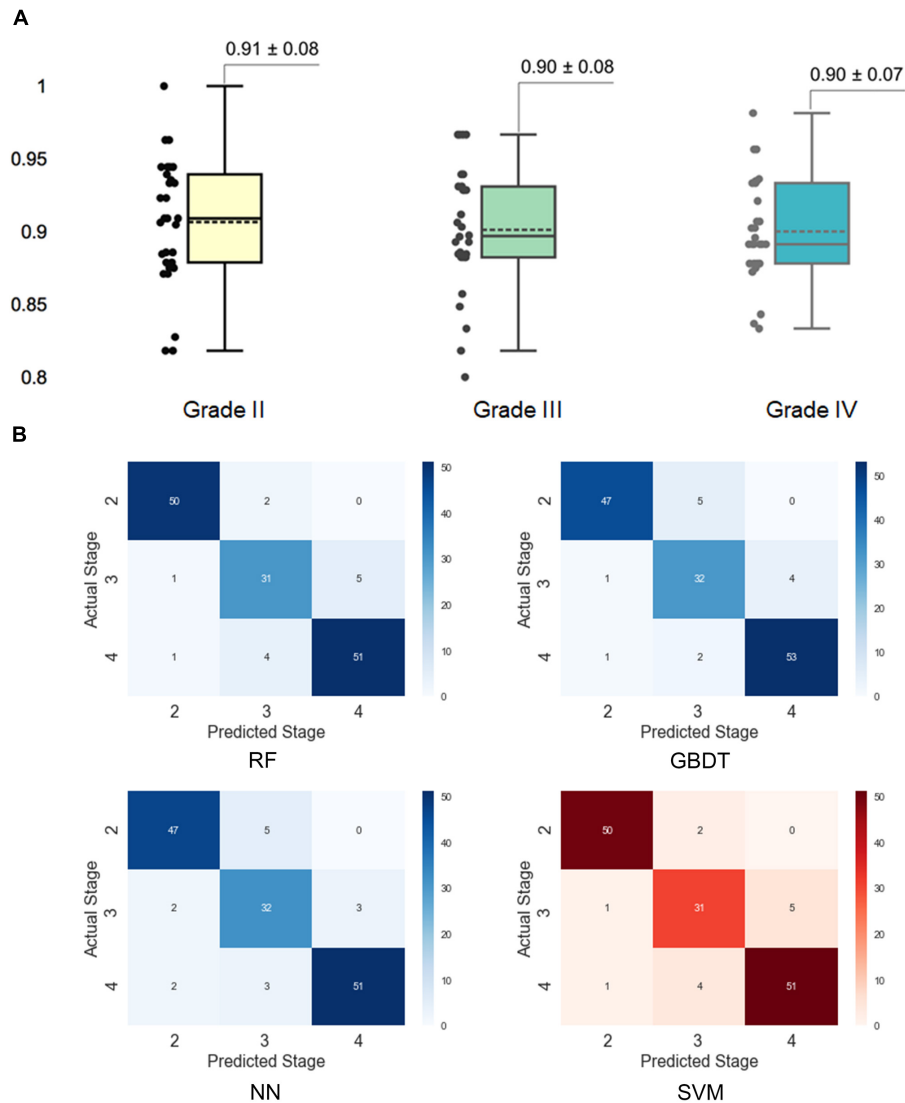 A
0.91 ± 0.08
0.90 ± 0.08
0.90 ± 0.07
1
0.95
0.9
0.85
0.8
Grade II
Grade III
Grade IV
B
Actual Stage
2
3
4
50 2 0
1 31 5
1 4 51
2 3 4
Predicted Stage
RF
50
40
30
20
10
0
Actual Stage
2
3
4
47 5 0
1 32 4
1 2 53
2 3 4
Predicted Stage
GBDT
50
40
30
20
10
0
Actual Stage
2
3
4
47 5 0
2 32 3
2 3 51
2 3 4
Predicted Stage
NN
50
40
30
20
10
0
Actual Stage
2
3
4
50 2 0
1 31 5
1 4 51
2 3 4
Predicted Stage
SVM
50
40
30
20
10
0